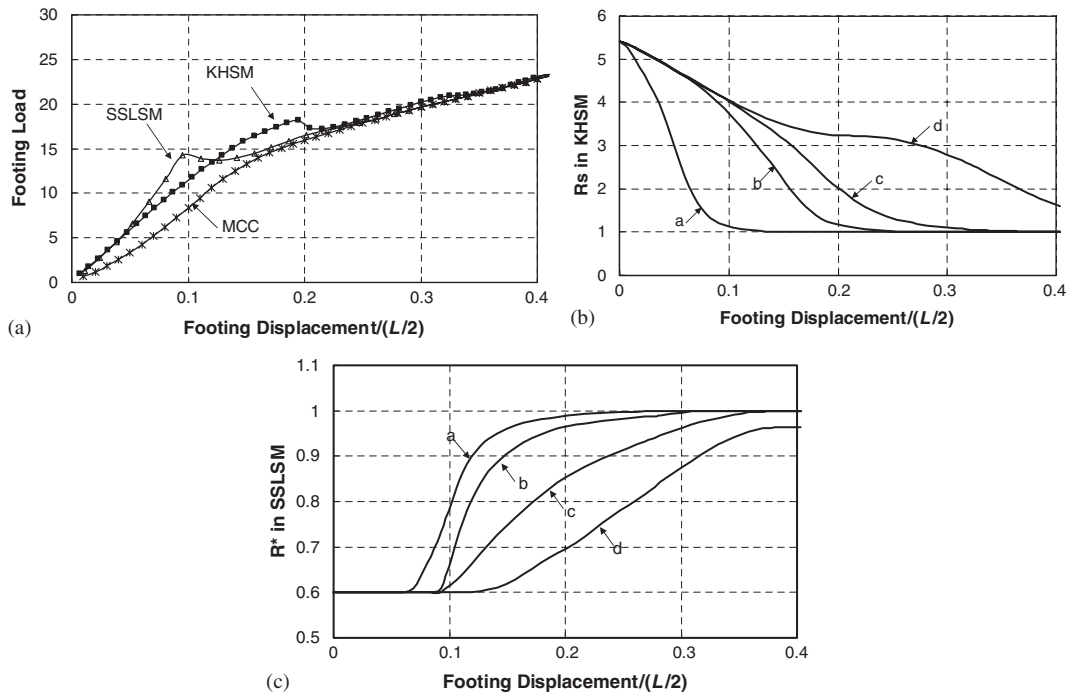 30
25
20
15
10
5
0
Footing Load
KHSM
SSLSM
MCC
0 0.1 0.2 0.3 0.4
Footing Displacement/(L/2)
(a)
6
5
4
3
2
1
0
Rs in KHSM
a
b
c
d
0 0.1 0.2 0.3 0.4
Footing Displacement/(L/2)
(b)
1.1
1
0.9
0.8
0.7
0.6
0.5
R* in SSLSM
a
b
c
d
0 0.1 0.2 0.3 0.4
Footing Displacement/(L/2)
(c)